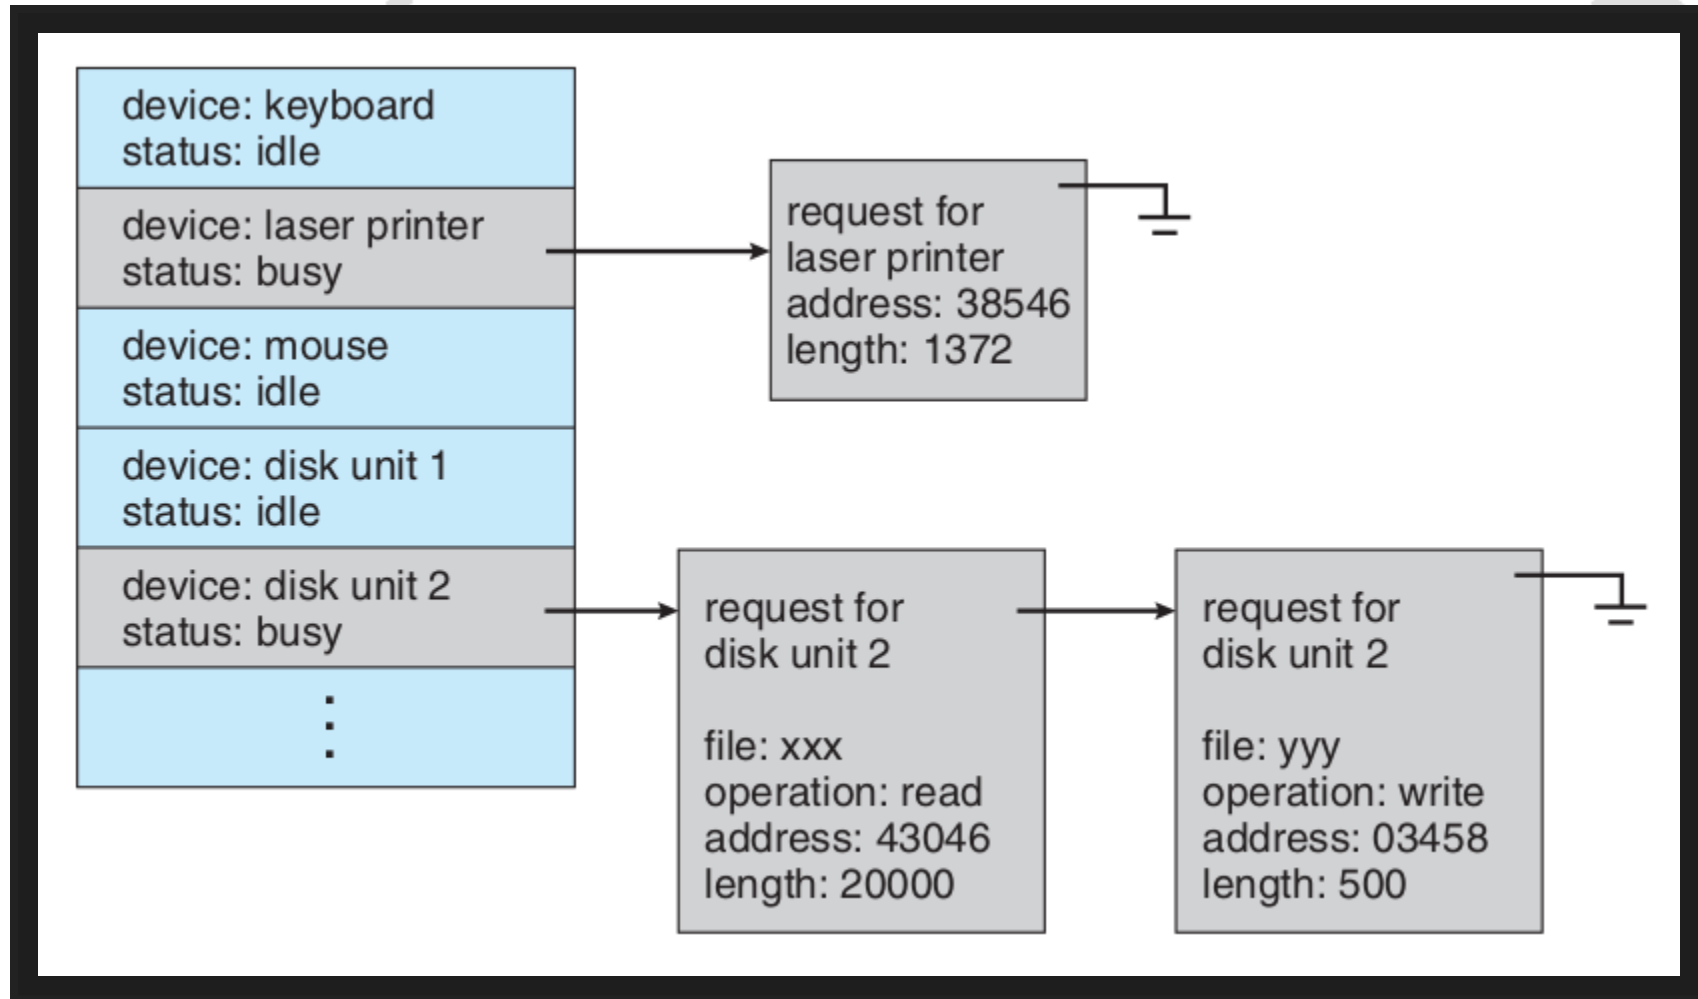 device: keyboard
status: idle
device: laser printer
status: busy
device: mouse
status: idle
device: disk unit 1
status: idle
device: disk unit 2
status: busy
request for
laser printer
address: 38546
length: 1372
request for
disk unit 2
file: xxx
operation: read
address: 43046
length: 20000
request for
disk unit 2
file: yyy
operation: write
address: 03458
length: 500